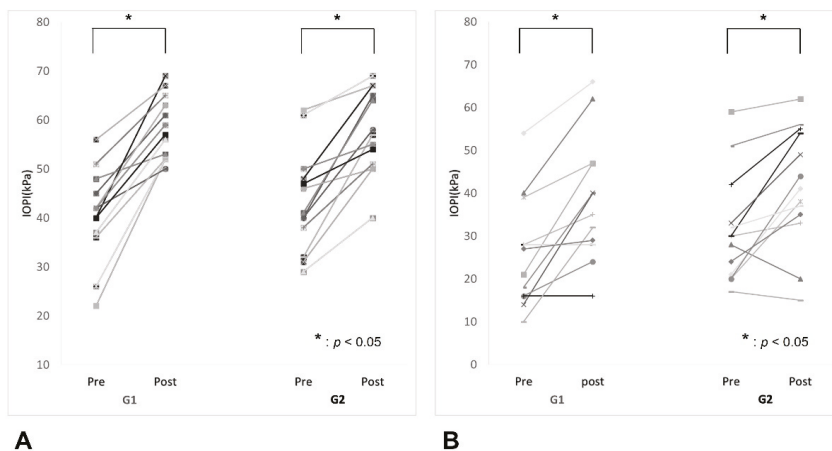 80
70
60
50
40
30
20
10
IOPI(kPa)
*
*
* : p < 0.05
Pre
Post
Pre
Post
G1
G2
A
80
70
60
50
40
30
20
10
0
IOPI(kPa)
*
*
* : p < 0.05
Pre
post
Pre
Post
G1
G2
B